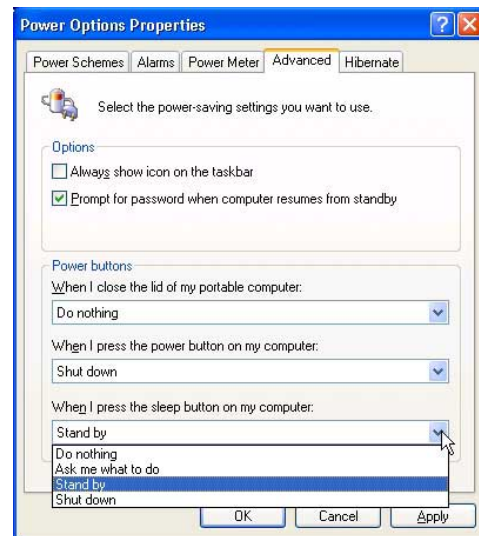 Power Options Properties
Power Schemes Alarms Power Meter Advanced Hibernate
Select the power-saving settings you want to use.
Options
Always show icon on the taskbar
Prompt for password when computer resumes from standby
Power buttons
When I close the lid of my portable computer:
Do nothing
When I press the power button on my computer:
Shut down
When I press the sleep button on my computer:
Stand by
Do nothing
Ask me what to do
Stand by
Shut down
OK Cancel Apply